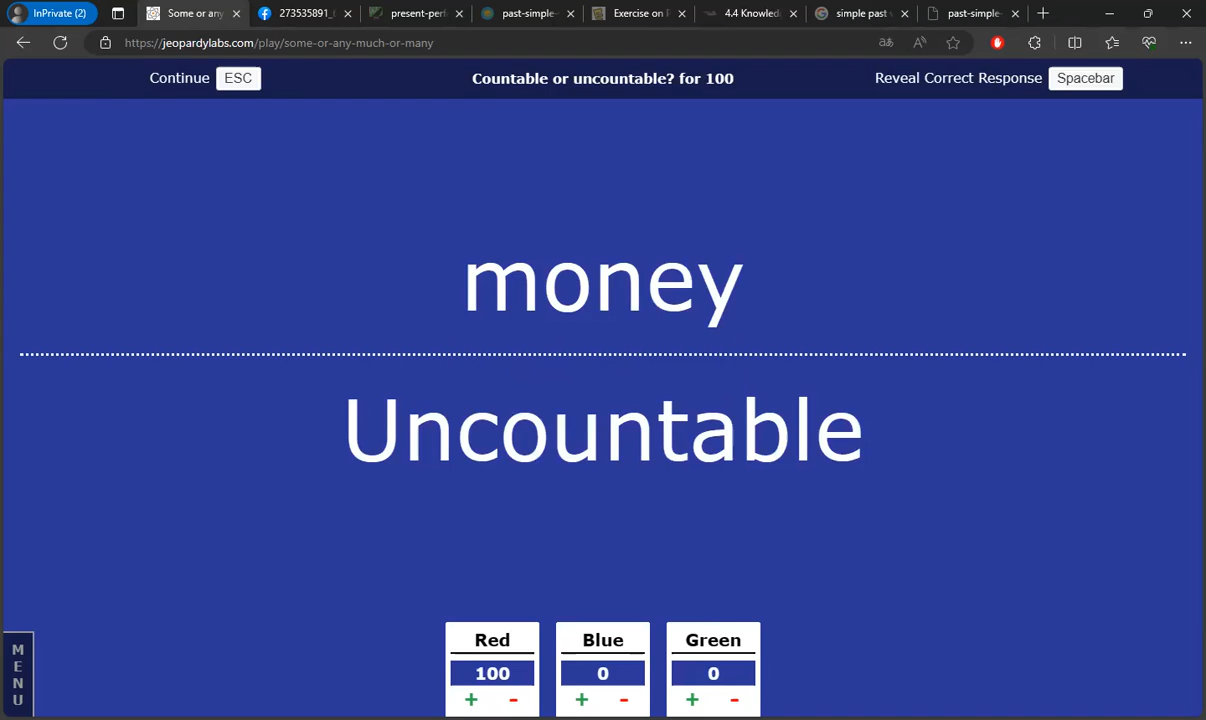 InPrivate (2)
Some or any
273535891_
present-perf
past-simple-
Exercise on
4.4 Knowled
simple past
past-simple-
https://jeopardylabs.com/play/some-or-any-much-or-many
Continue ESC
Countable or uncountable? for 100
Reveal Correct Response Spacebar
money
Uncountable
MENU
Red Blue Green
100 0 0
+ - + - + -